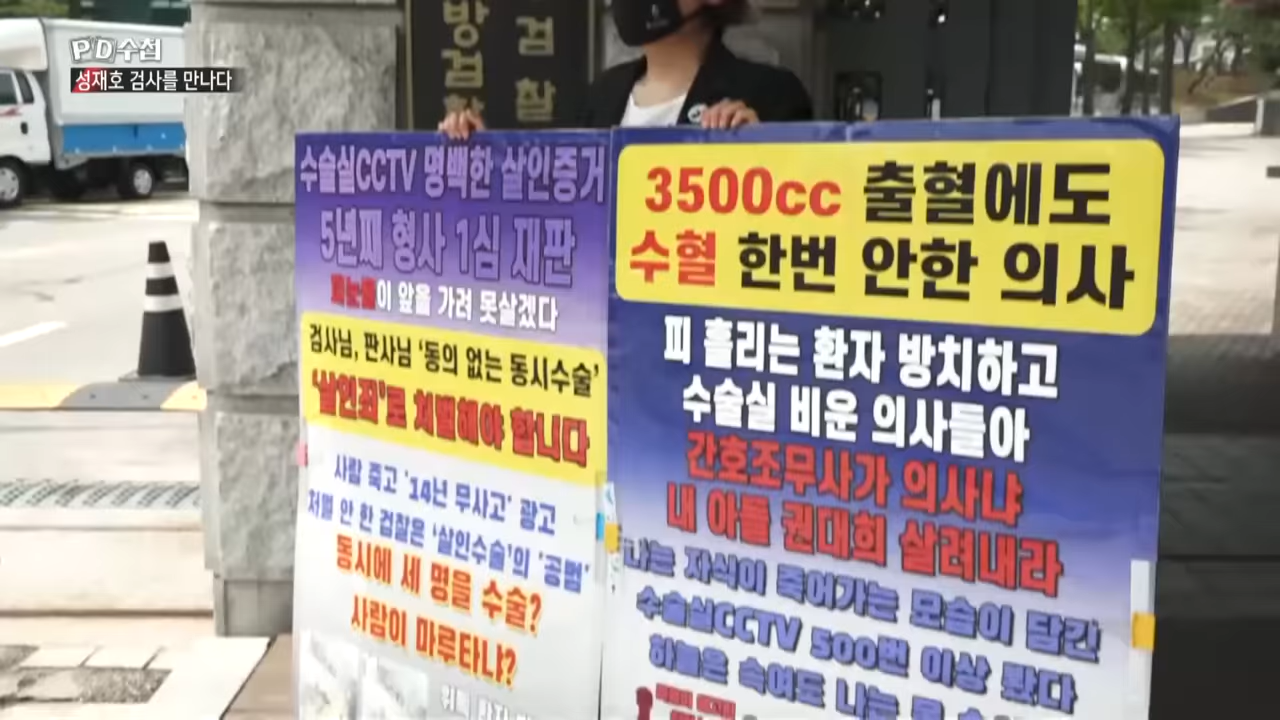 PD수첩
성재호 검사를 만나다
방검찰
검찰
수술실CCTV 명백한 살인증거
5년째 형사 1심 재판
피눈물이 앞을 가려 못살겠다
검사님, 판사님 '동의 없는 동시수술'
'살인죄'로 처벌해야 합니다
사람 죽고 '14년 무사고' 광고
처벌 안 한 검찰은 '살인수술'의 '공범'
동시에 세 명을 수술?
사람이 마루타냐?
3500cc 출혈에도
수혈 한번 안한 의사
피 흘리는 환자 방치하고
수술실 비운 의사들아
간호조무사가 의사냐
내 아들 권대희 살려내라
나는 자식이 죽어가는 모습이 담긴
수술실CCTV 500번 이상 봤다
하늘은 속여도 나는 못